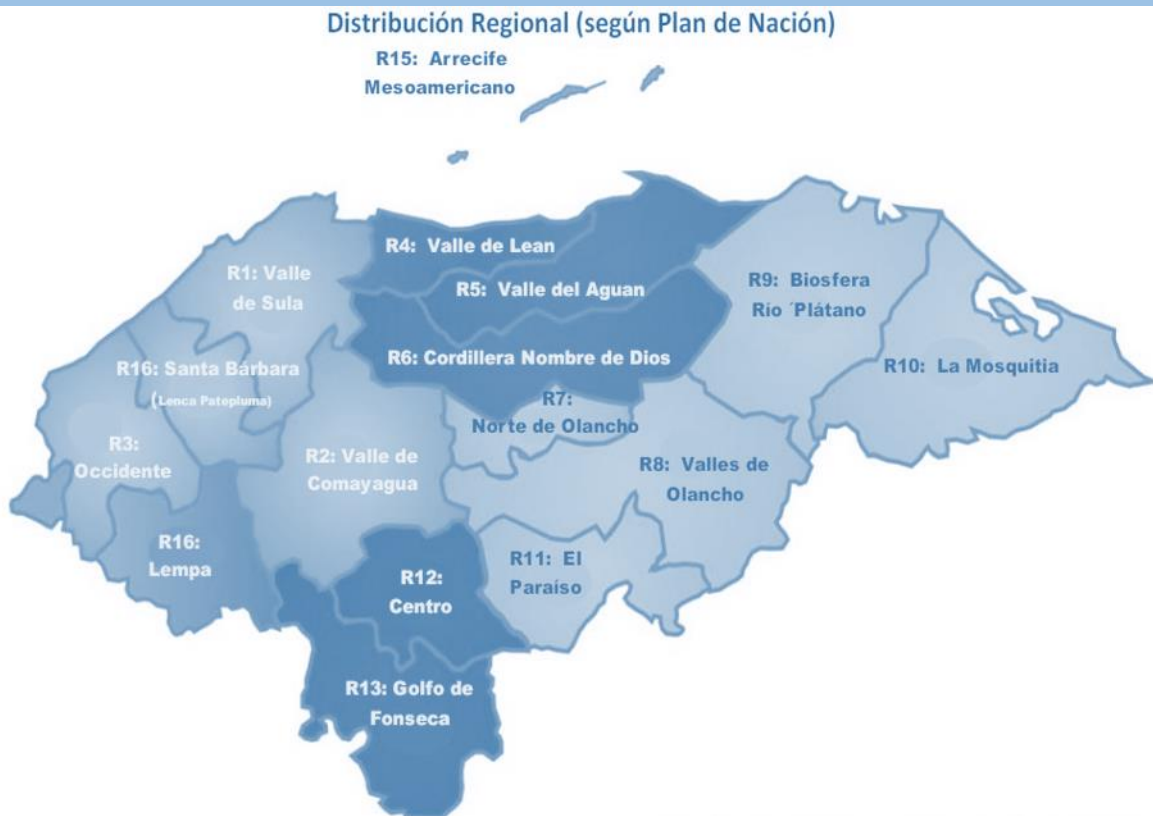 Distribución Regional (según Plan de Nación)
R15: Arrecife
Mesoamericano
R4: Valle de Lean
R1: Valle
de Sula
R5: Valle del Aguan
R9: Biosfera
Río ´Plátano
R6: Cordillera Nombre de Dios
R16: Santa Bárbara
(Lenca Patepluma)
R10: La Mosquitia
R7:
Norte de Olancho
R3:
Occidente
R2: Valle de
Comayagua
R8: Valles de
Olancho
R16:
Lempa
R11: El
Paraíso
R12:
Centro
R13: Golfo de
Fonseca